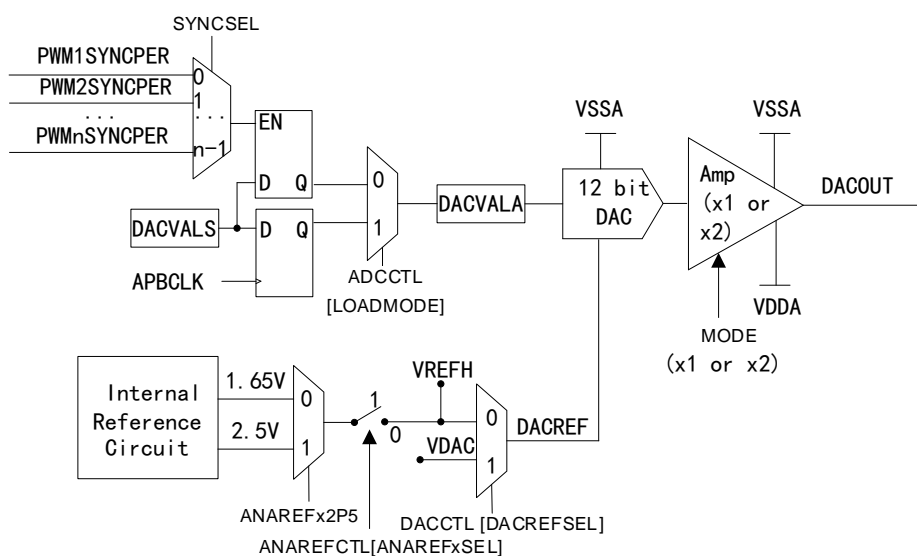 SYNCSEL
PWM1SYNCPER
0
PWM2SYNCPER
1
...
...
PWMnSYNCPER
n-1
EN
D Q
DACVALS
D Q
APBCLK
0
1
ADCCTL
[LOADMODE]
DACVALA
VSSA
12 bit
DAC
VSSA
Amp
(x1 or
x2)
DACOUT
VDDA
MODE
(x1 or x2)
Internal
Reference
Circuit
1.65V
2.5V
0
1
ANAREFx2P5
1
0
ANAREFCTL[ANAREFxSEL]
VREFH
VDAC
0
1
DACREF
DACCTL [DACREFSEL]